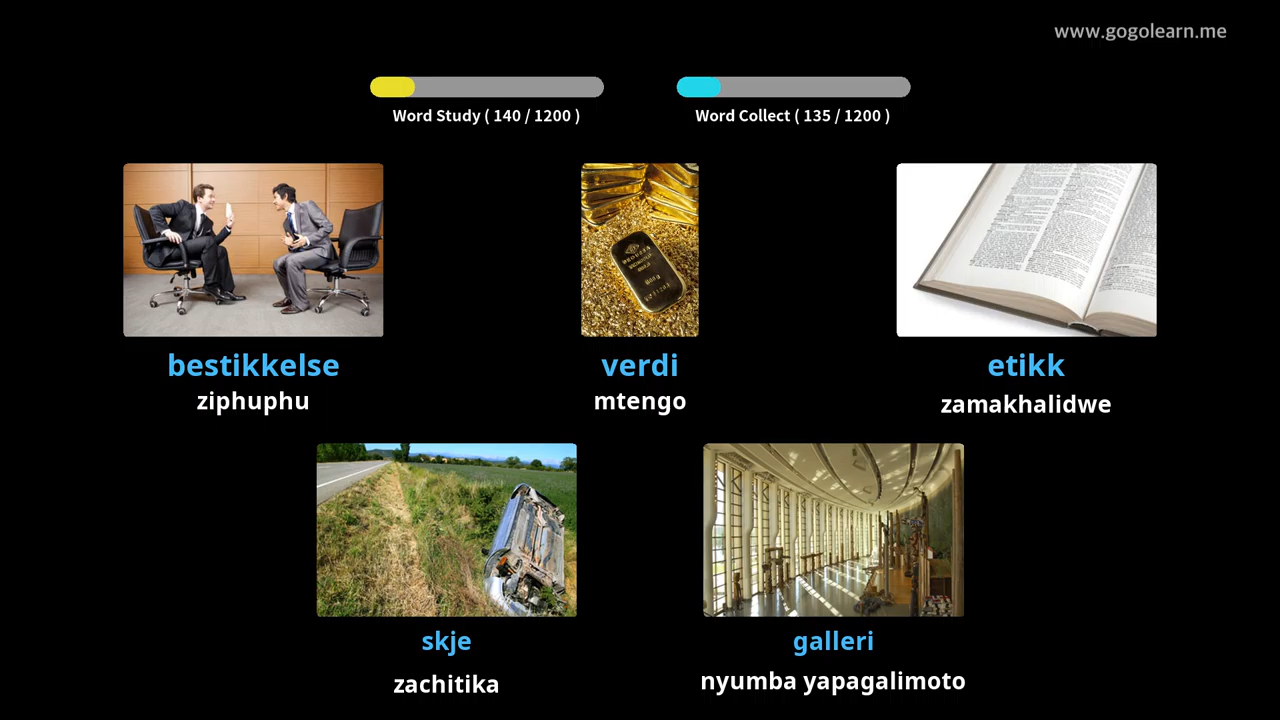 www.gogolearn.me
Word Study ( 140 / 1200 )
Word Collect ( 135 / 1200 )
bestikkelse
ziphuphu
verdi
mtengo
etikk
zamakhalidwe
skje
zachitika
galleri
nyumba yapagalimoto